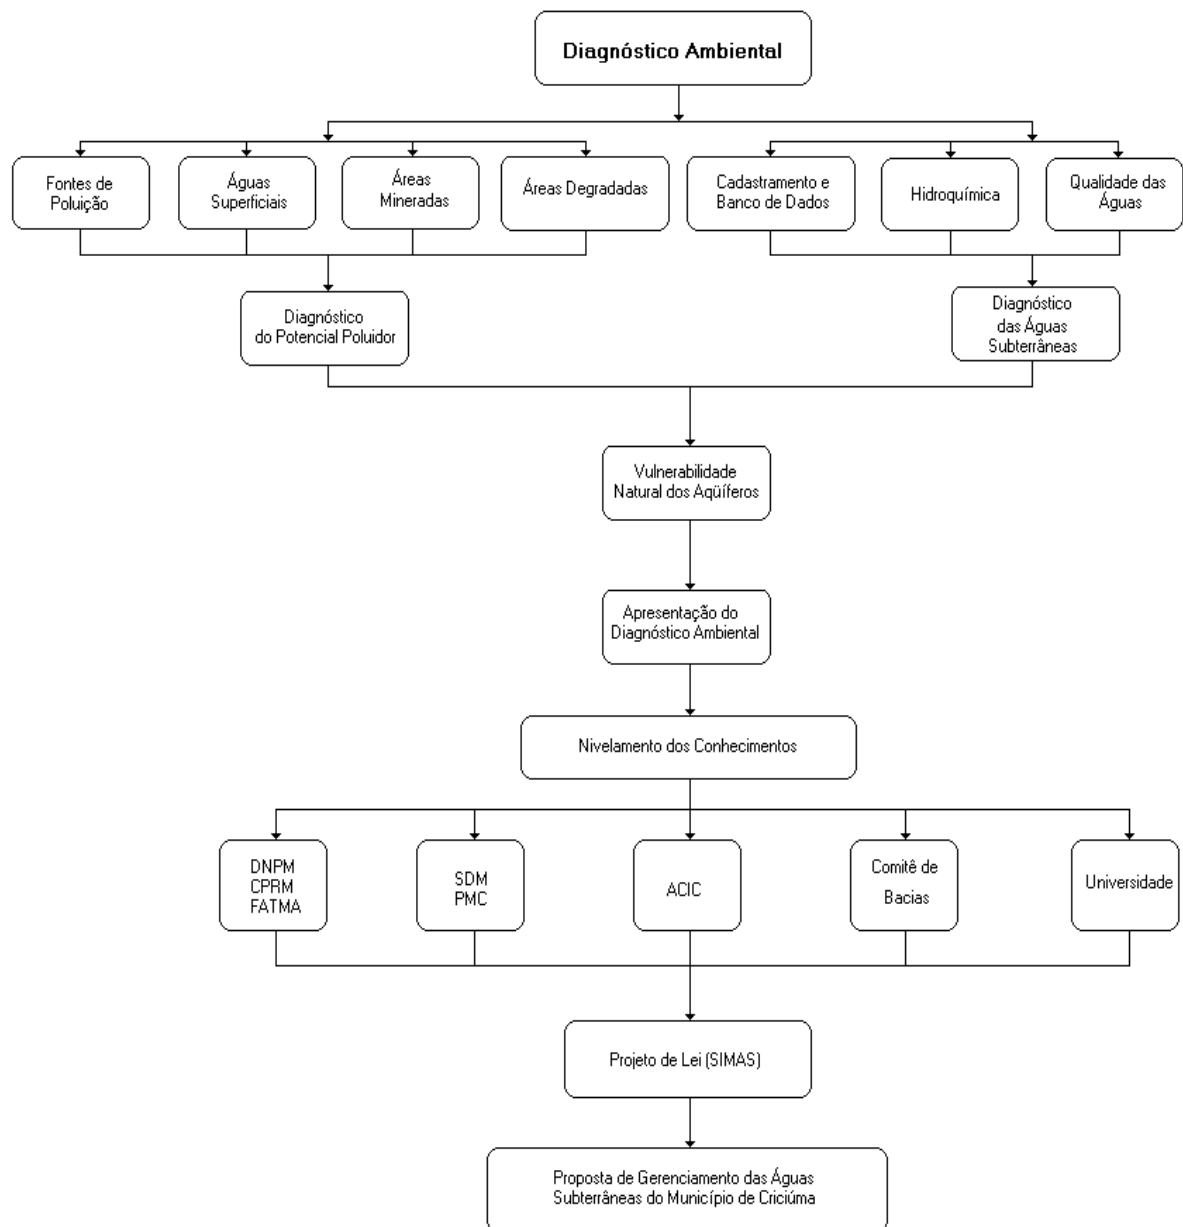 Diagnóstico Ambiental
Fontes de
Poluição
Águas
Superficiais
Áreas
Mineradas
Áreas Degradadas
Cadastramento e
Banco de Dados
Hidroquímica
Qualidade das
Águas
Diagnóstico
do Potencial Poluidor
Diagnóstico
das Águas
Subterrâneas
Vulnerabilidade
Natural dos Aqüíferos
Apresentação do
Diagnóstico Ambiental
Nivelamento dos Conhecimentos
DNPM
CPRM
FATMA
SDM
PMC
ACIC
Comitê de
Bacias
Universidade
Projeto de Lei (SIMAS)
Proposta de Gerenciamento das Águas
Subterrâneas do Município de Criciúma